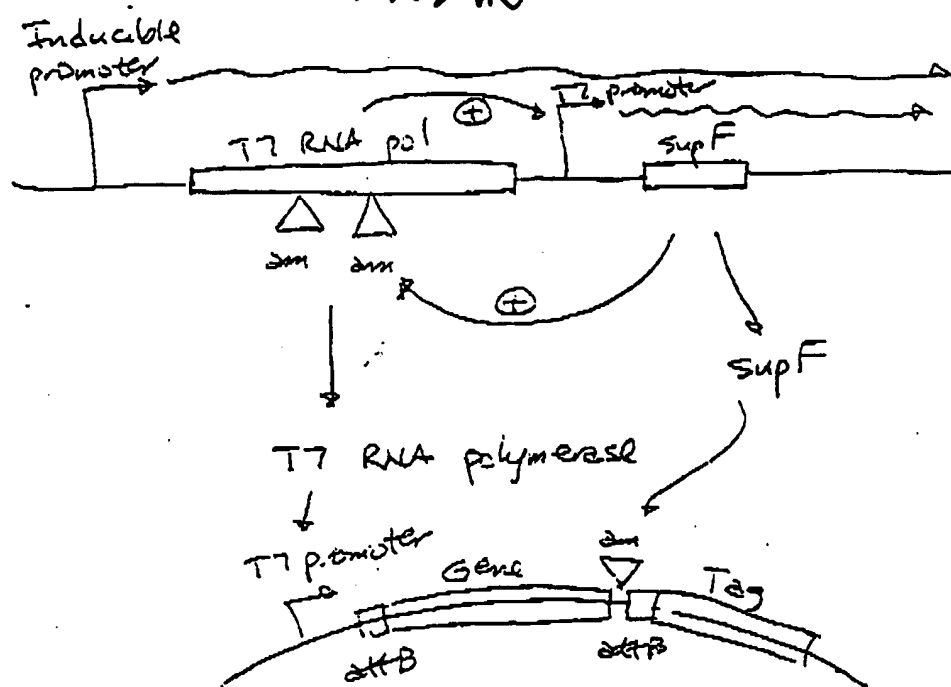 Inducible
promoter
T7 promoter
⊕
T7 RNA pol
supF
am am
⊕
supF
T7 RNA polymerase
T7 promoter
am
Gene
Tag
attB
attB